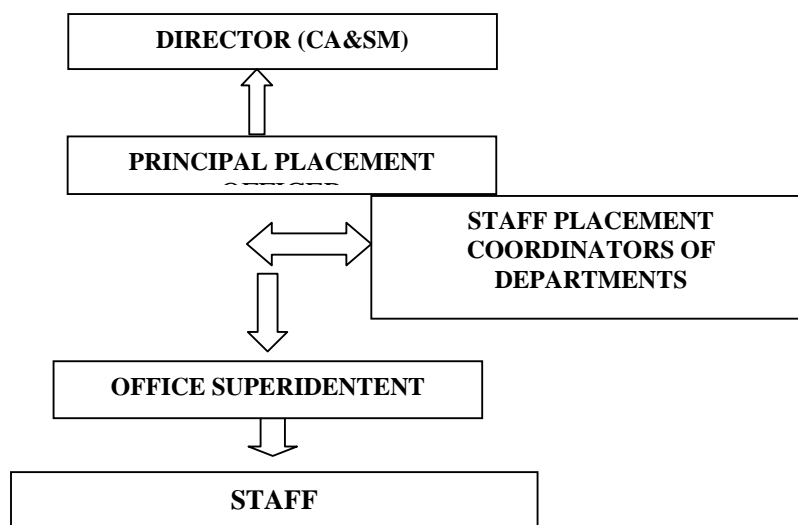 DIRECTOR (CA&SM)
PRINCIPAL PLACEMENT
STAFF PLACEMENT
COORDINATORS OF
DEPARTMENTS
OFFICE SUPERIDENTENT
STAFF